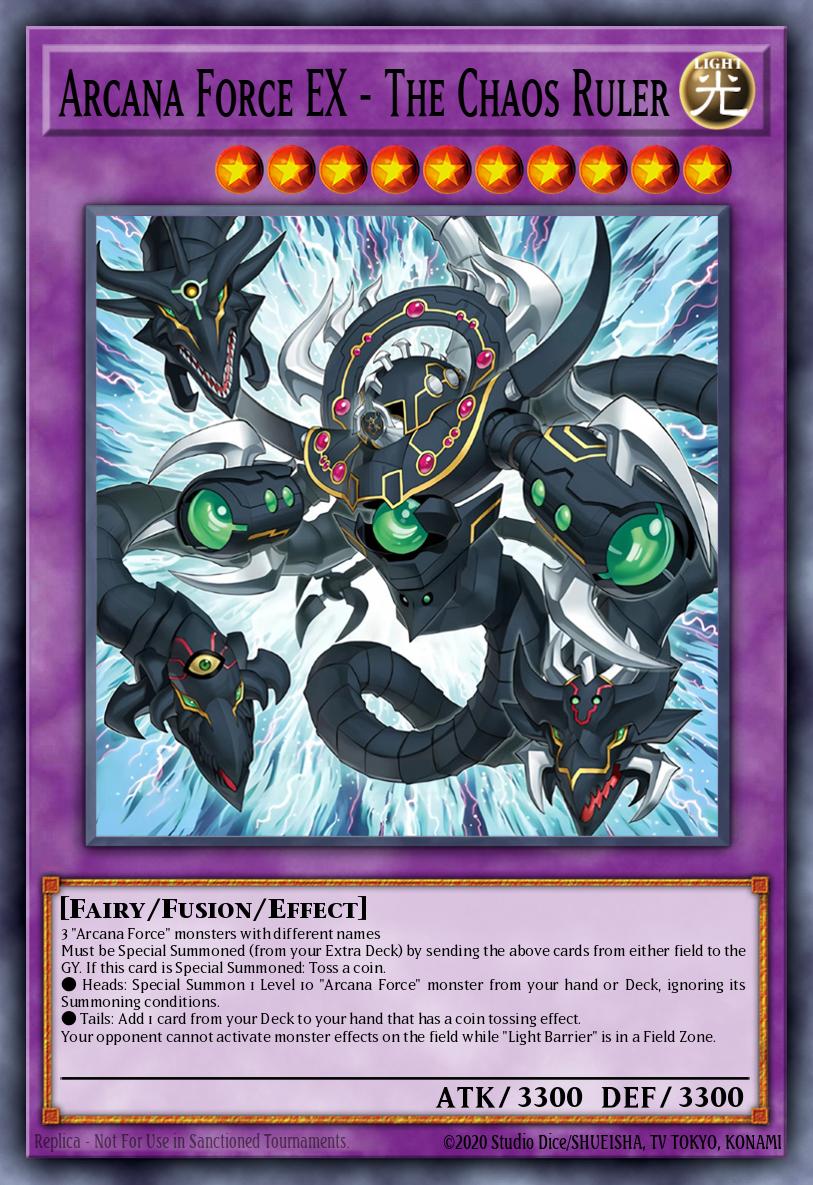 Arcana Force EX - The Chaos Ruler
LIGHT
光
[Fairy/Fusion/Effect]
3 "Arcana Force" monsters with different names
Must be Special Summoned (from your Extra Deck) by sending the above cards from either field to the
GY. If this card is Special Summoned: Toss a coin.
● Heads: Special Summon 1 Level 10 "Arcana Force" monster from your hand or Deck, ignoring its
Summoning conditions.
● Tails: Add 1 card from your Deck to your hand that has a coin tossing effect.
Your opponent cannot activate monster effects on the field while "Light Barrier" is in a Field Zone.
ATK/ 3300 DEF/ 3300
Replica - Not For Use in Sanctioned Tournaments.
©2020 Studio Dice/SHUEISHA, TV TOKYO, KONAMI